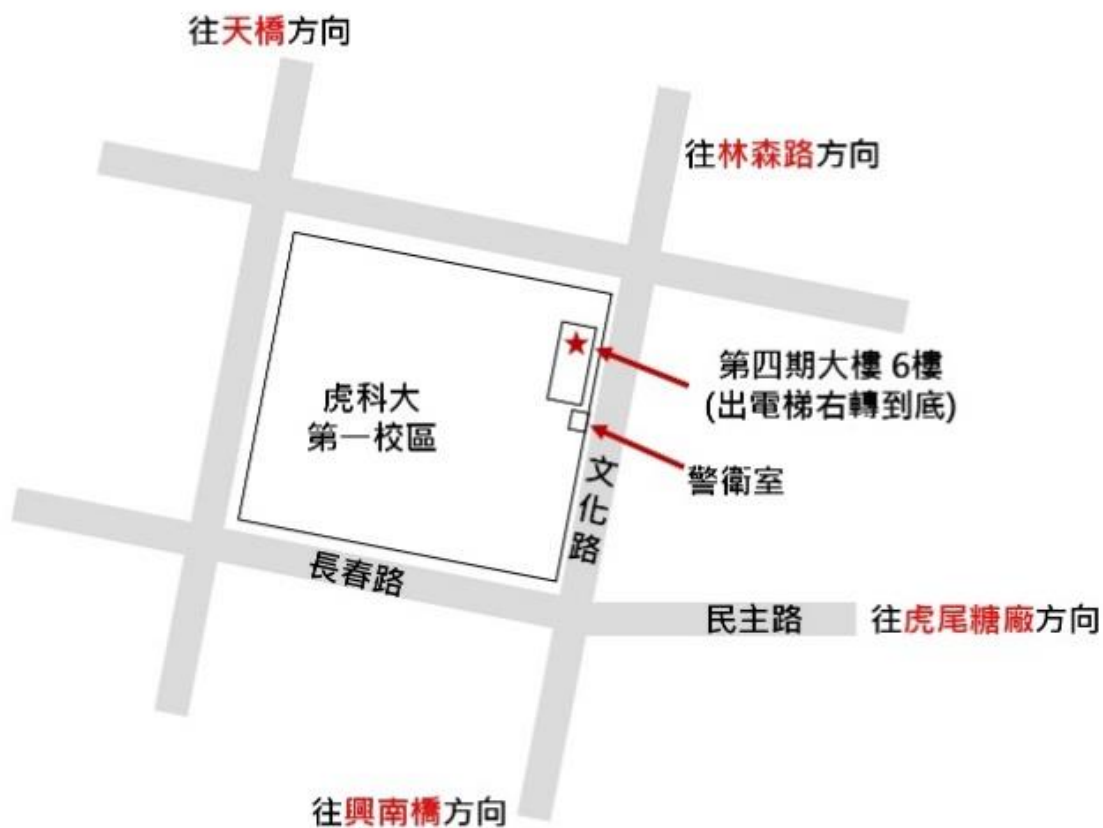 往天橋方向
往林森路方向
第四期大樓 6樓
(出電梯右轉到底)
虎科大
第一校區
警衛室
文化路
長春路
民主路
往虎尾糖廠方向
往興南橋方向